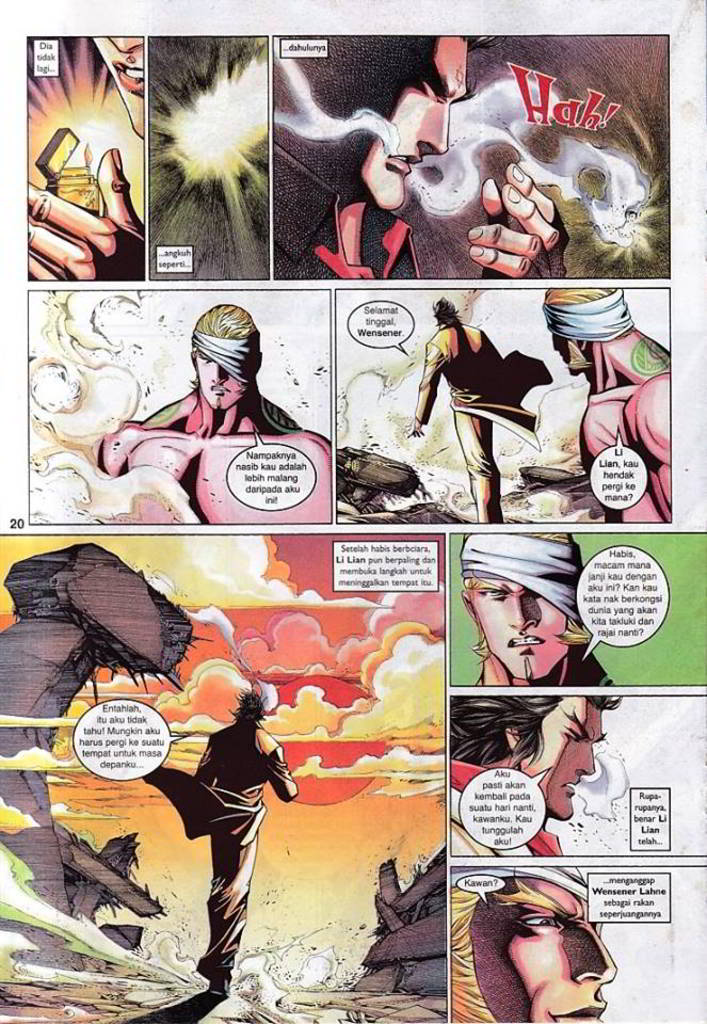 Dia
tidak
lagi...
...angkuh
seperti...
...dahulunya
Hah!
Nampaknya
nasib kau adalah
lebih malang
daripada aku
ini!
Selamat
tinggal,
Wensener.
Li
Lian, kau
hendak
pergi ke
mana?
20
Setelah habis berbciara,
Li Lian pun berpaling dan
membuka langkah untuk
meninggalkan tempat itu.
Entahlah,
itu aku tidak
tahu! Mungkin aku
harus pergi ke suatu
tempat untuk masa
depanku...
Habis,
macam mana
janji kau dengan
aku ini? Kan kau
kata nak berkongsi
dunia yang akan
kita takluki dan
rajai nanti?
Aku
pasti akan
kembali pada
suatu hari nanti,
kawanku. Kau
tunggulah
aku!
Rupa-
rupanya,
benar Li
Lian
telah...
Kawan?
...menganggap
Wensener Lahne
sebagai rakan
seperjuangannya